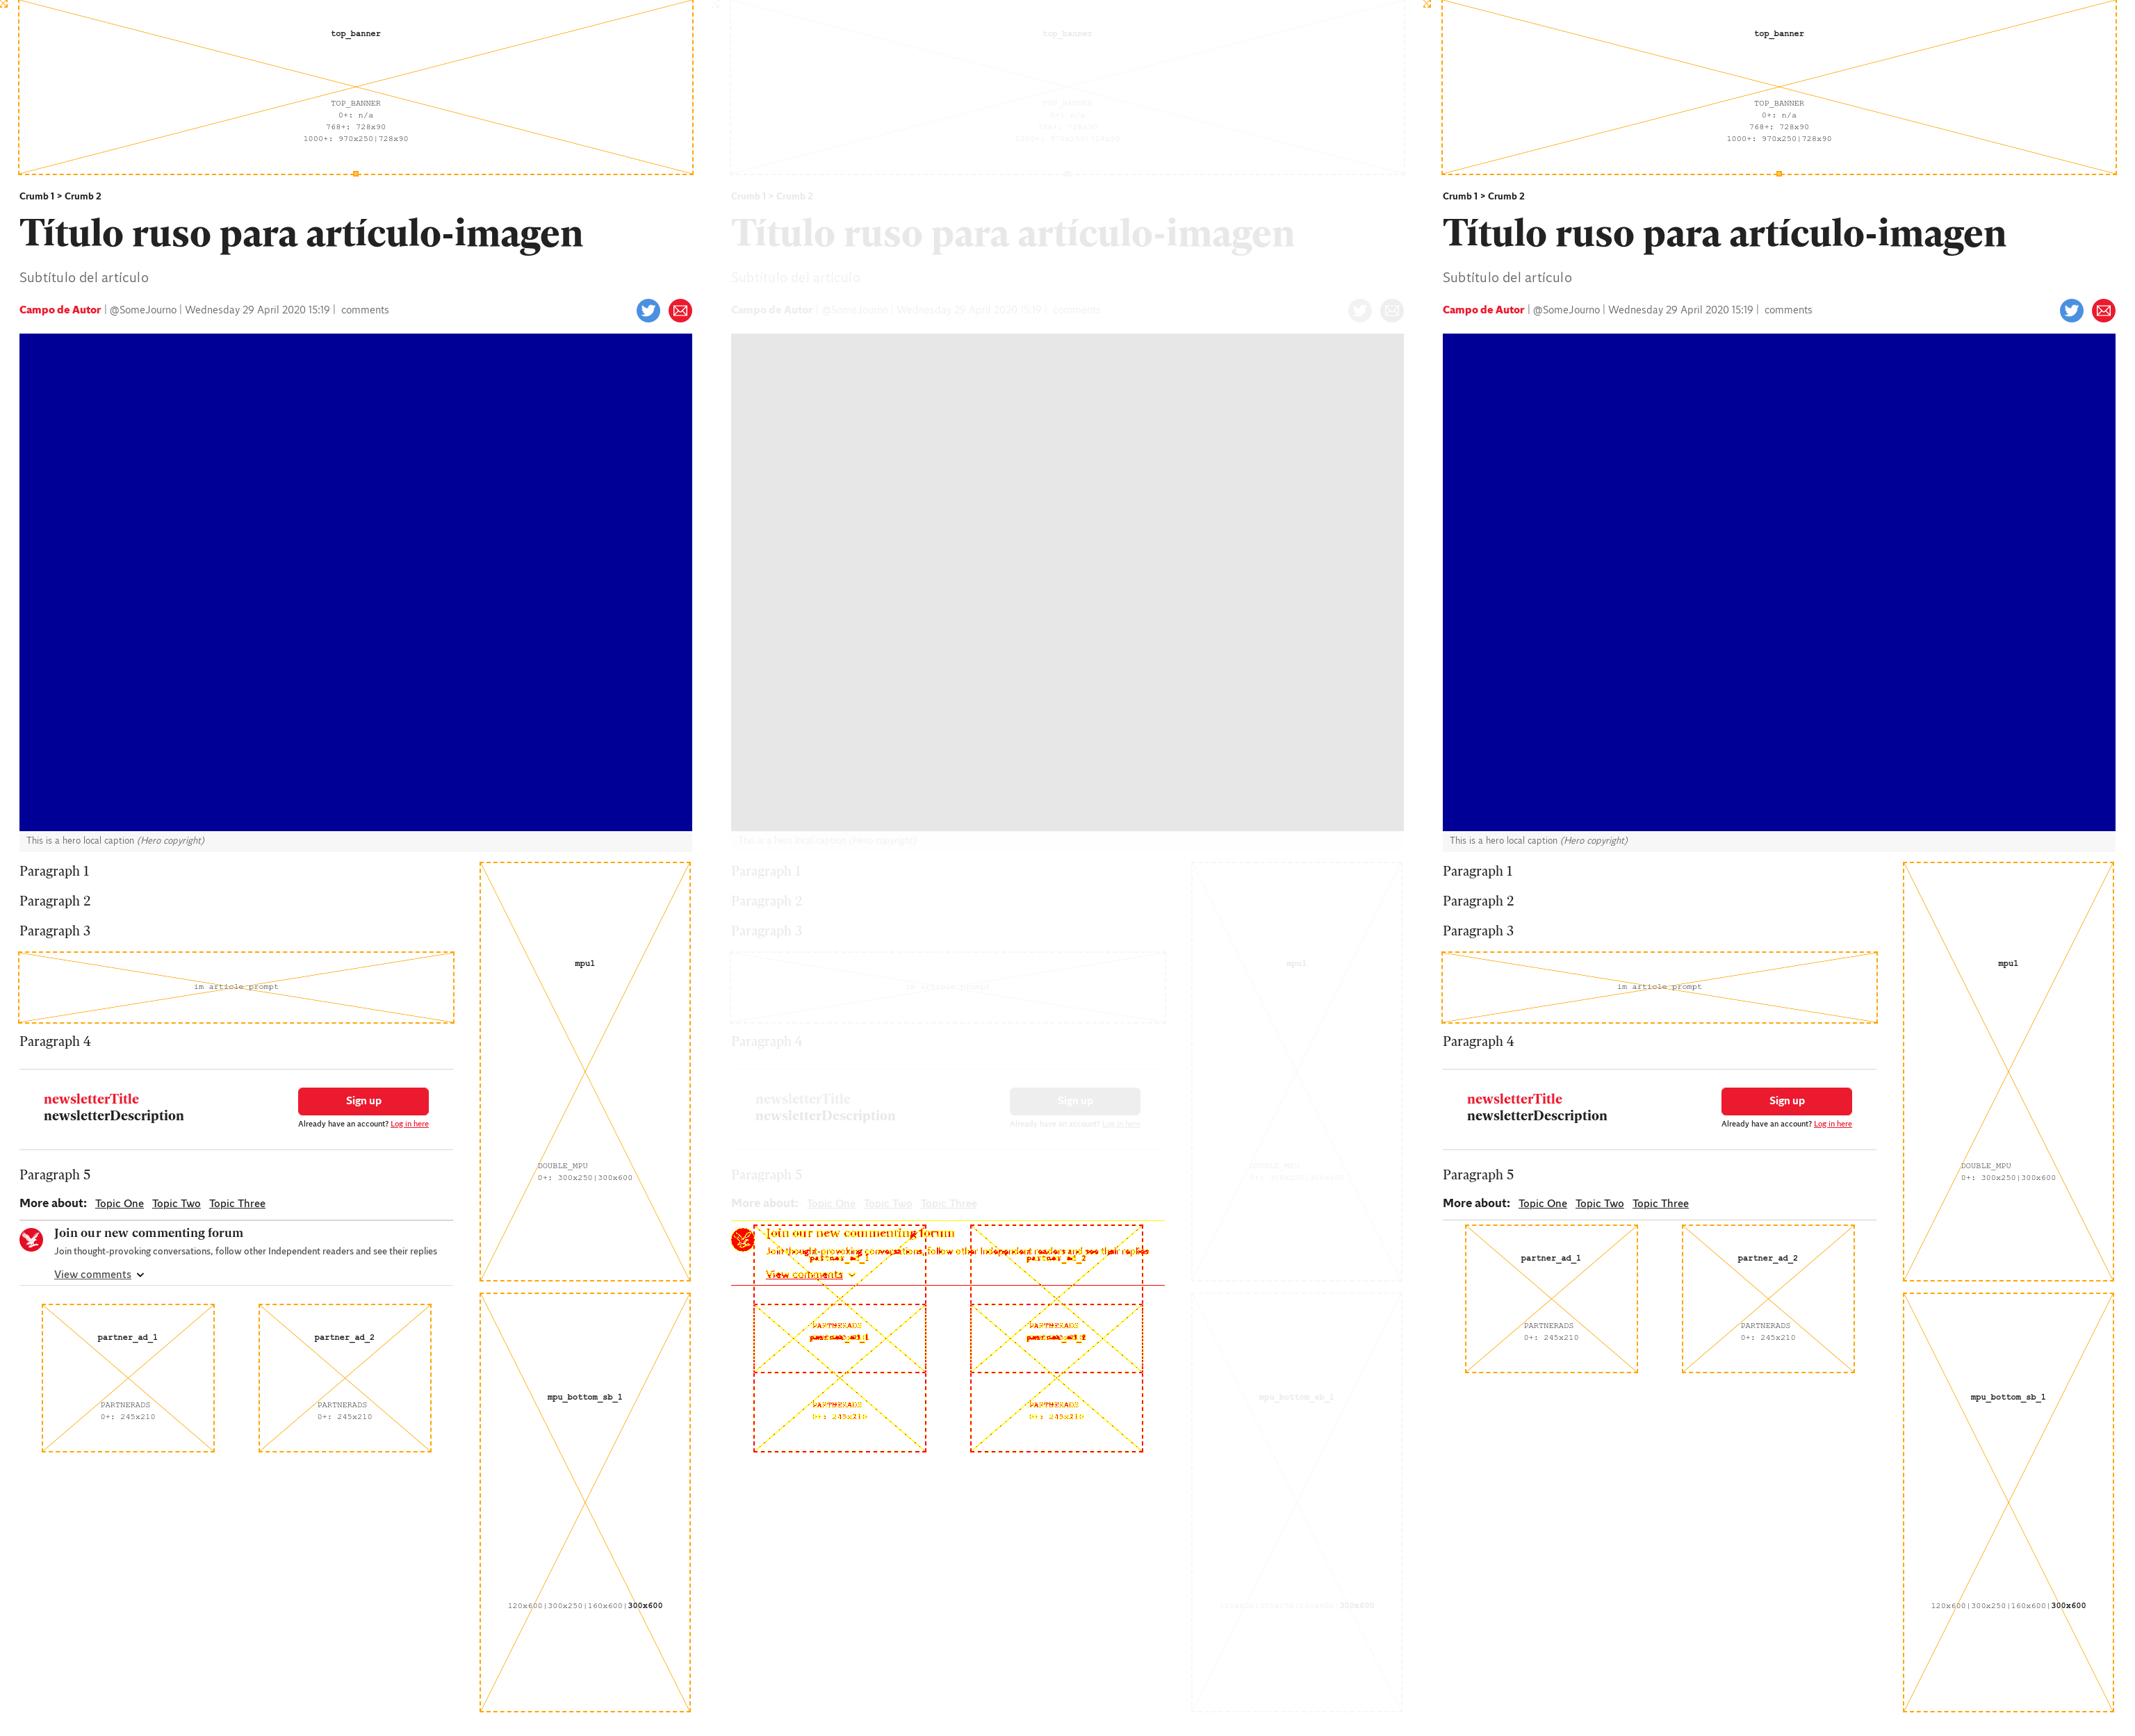 top_banner
TOP_BANNER
0+: n/a
768+: 728x90
1000+: 970x250|728x90
Crumb 1 > Crumb 2
Título ruso para artículo-imagen
Subtítulo del artículo
Campo de Autor | @SomeJourno | Wednesday 29 April 2020 15:19 | comments
This is a hero local caption (Hero copyright)
Paragraph 1
Paragraph 2
Paragraph 3
im article prompt
Paragraph 4
newsletterTitle
newsletterDescription
Sign up
Already have an account? Log in here
Paragraph 5
More about: Topic One Topic Two Topic Three
Join our new commenting forum
Join thought-provoking conversations, follow other Independent readers and see their replies
View comments
partner_ad_1
PARTNERADS
0+: 245x210
partner_ad_2
PARTNERADS
0+: 245x210
mpu1
DOUBLE_MPU
0+: 300x250|300x600
mpu_bottom_sb_1
120x600|300x250|160x600|300x600
top_banner
TOP_BANNER
0+: n/a
768+: 728x90
1000+: 970x250|728x90
Crumb 1 > Crumb 2
Título ruso para artículo-imagen
Subtítulo del artículo
Campo de Autor | @SomeJourno | Wednesday 29 April 2020 15:19 | comments
This is a hero local caption (Hero copyright)
Paragraph 1
Paragraph 2
Paragraph 3
im article prompt
Paragraph 4
newsletterTitle
newsletterDescription
Sign up
Already have an account? Log in here
Paragraph 5
More about: Topic One Topic Two Topic Three
Join our new commenting forum
Join thought-provoking conversations, follow other Independent readers and see their replies
View comments
partner_ad_2
PARTNERADS
PARTNERADS
PARTNERADS
0+: 245x210
PARTNERADS
0+: 245x210
mpu1
DOUBLE_MPU
0+: 300x250|300x600
mpu_bottom_sb_1
120x600|300x250|160x600|300x600
top_banner
TOP_BANNER
0+: n/a
768+: 728x90
1000+: 970x250|728x90
Crumb 1 > Crumb 2
Título ruso para artículo-imagen
Subtítulo del artículo
Campo de Autor | @SomeJourno | Wednesday 29 April 2020 15:19 | comments
This is a hero local caption (Hero copyright)
Paragraph 1
Paragraph 2
Paragraph 3
im article prompt
Paragraph 4
newsletterTitle
newsletterDescription
Sign up
Already have an account? Log in here
Paragraph 5
More about: Topic One Topic Two Topic Three
partner_ad_1
PARTNERADS
0+: 245x210
partner_ad_2
PARTNERADS
0+: 245x210
mpu1
DOUBLE_MPU
0+: 300x250|300x600
mpu_bottom_sb_1
120x600|300x250|160x600|300x600